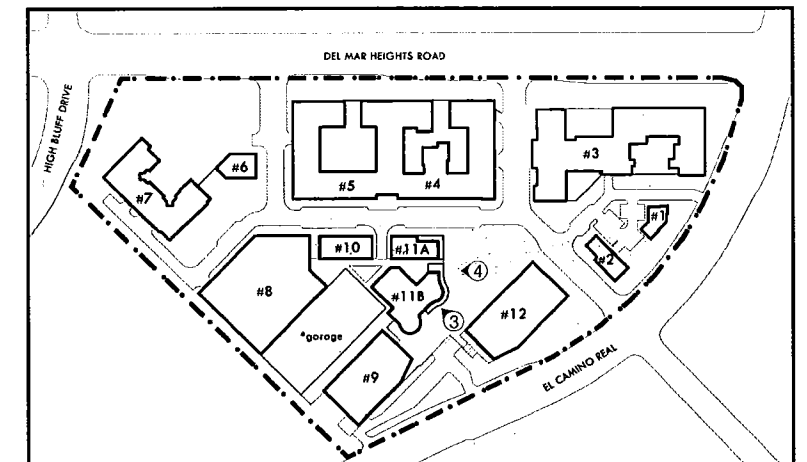 DEL MAR HEIGHTS ROAD
HIGH BLUFF DRIVE
#3
#6
#5
#4
#7
#1
#10
#11A
#2
④
#11B
#8
③
#12
garage
#9
EL CAMINO REAL